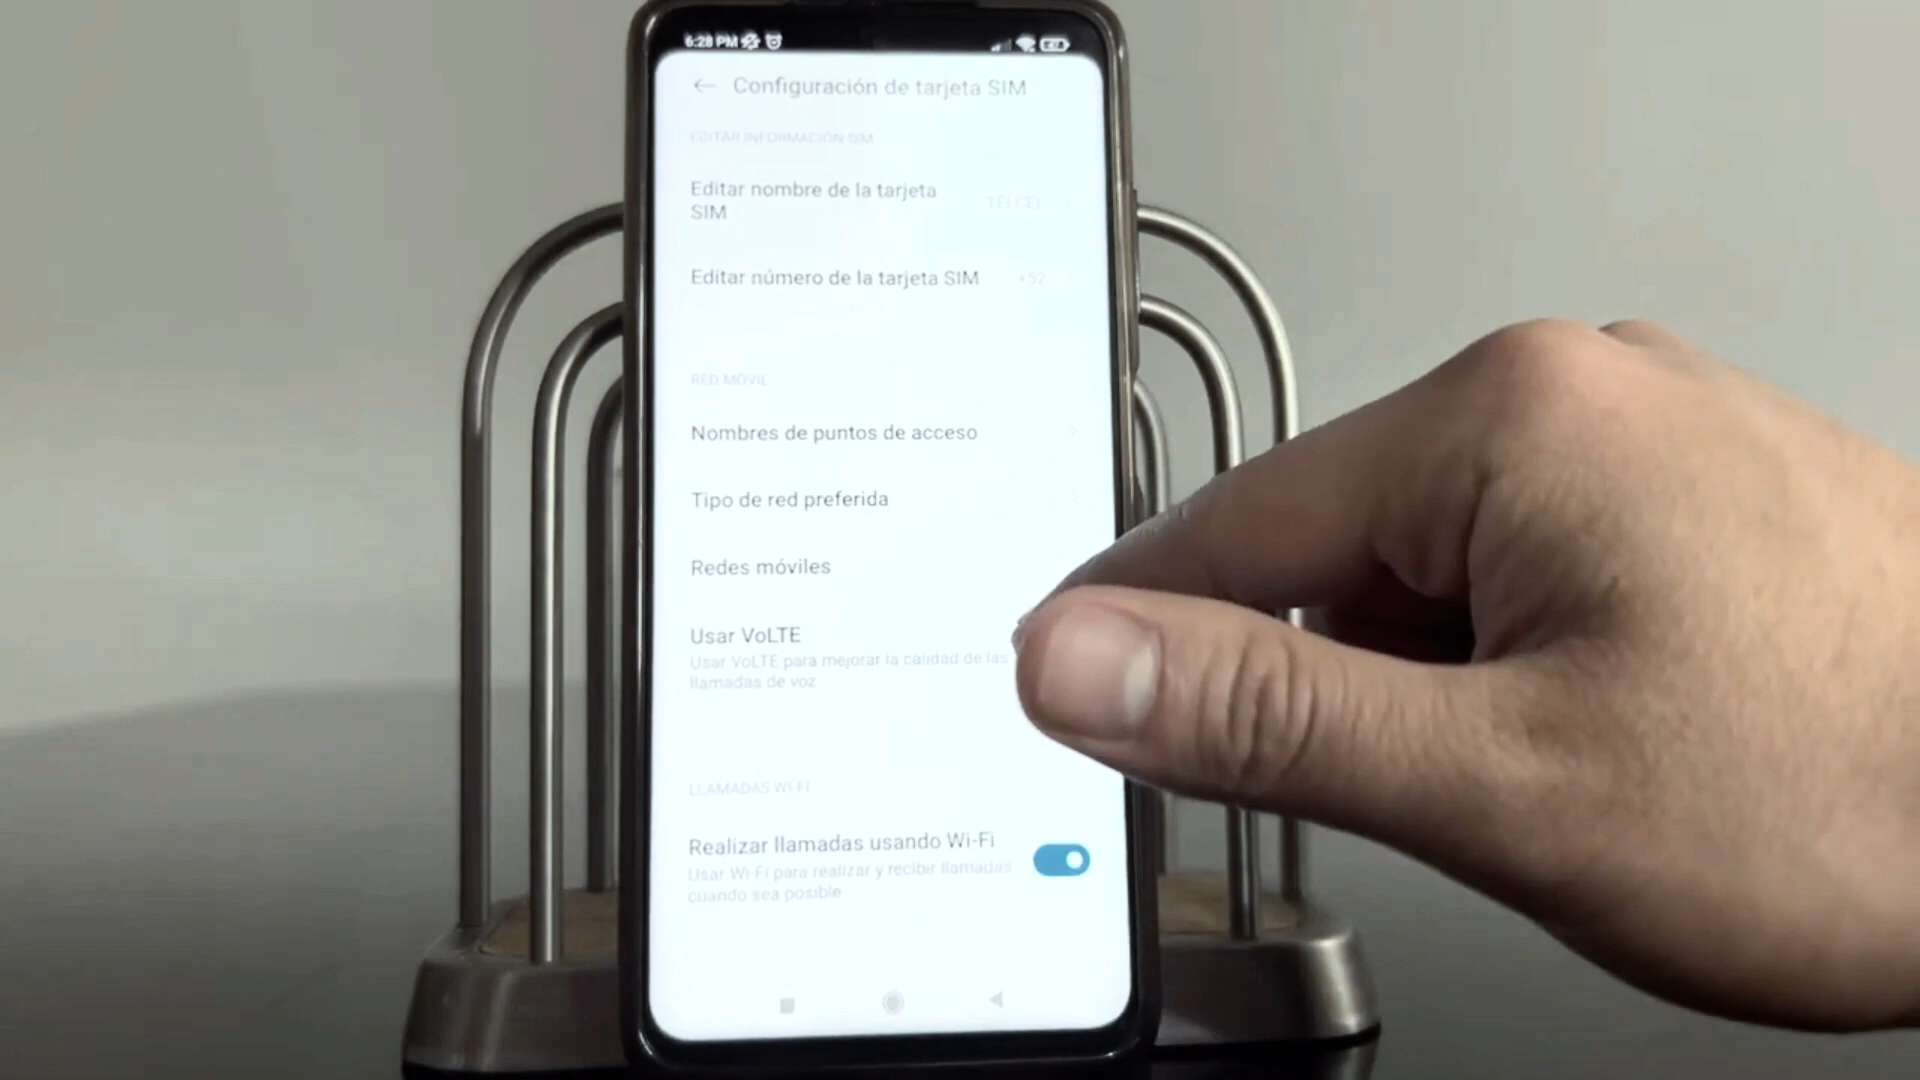 6:28 PM
Configuración de tarjeta SIM
EDITAR INFORMACIÓN SIM
Editar nombre de la tarjeta
SIM
TELCEL
Editar número de la tarjeta SIM
+52
RED MÓVIL
Nombres de puntos de acceso
Tipo de red preferida
Redes móviles
Usar VoLTE
Usar VoLTE para mejorar la calidad de las
llamadas de voz
LLAMADAS WI-FI
Realizar llamadas usando Wi-Fi
Usar Wi-Fi para realizar y recibir llamadas
cuando sea posible